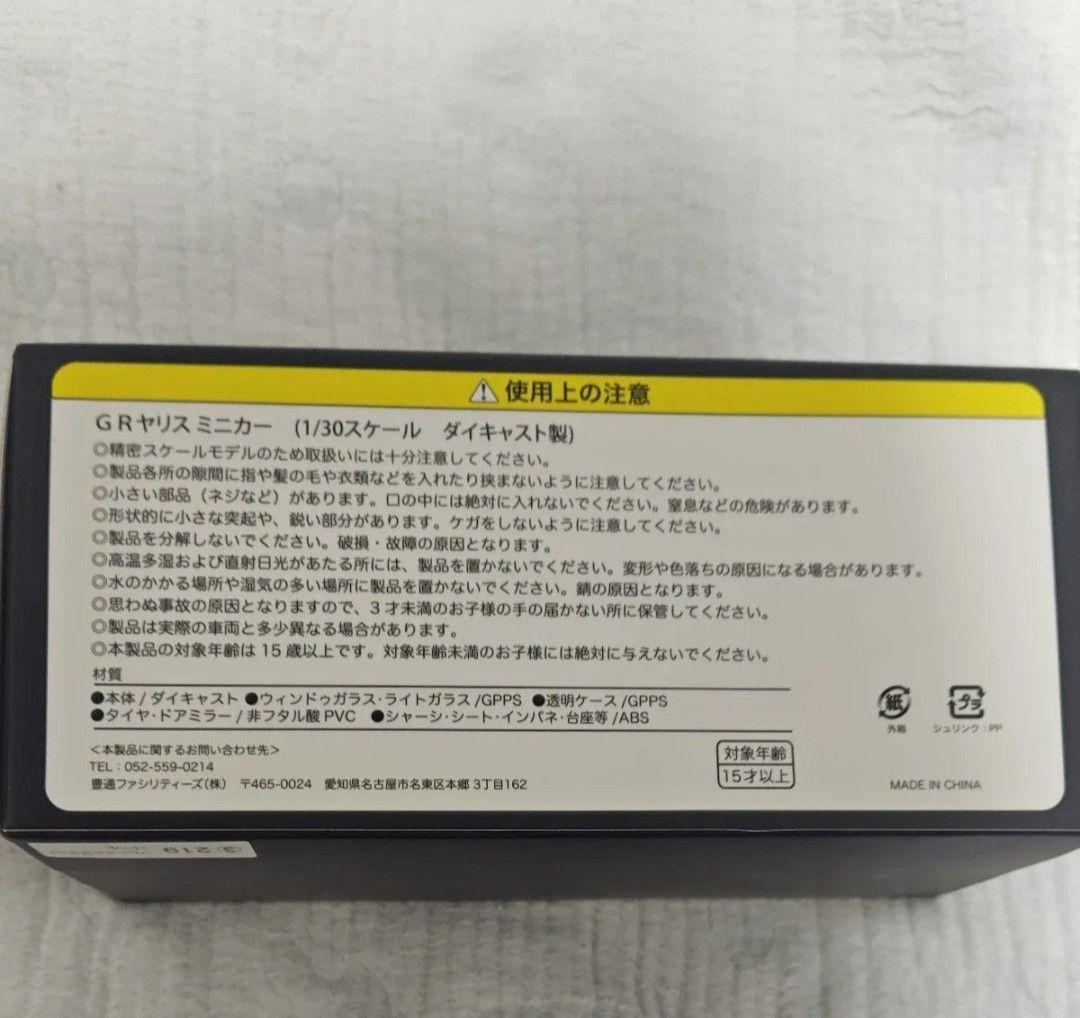 使用上の注意
GRヤリス ミニカー （1/30スケール ダイキャスト製）
◎精密スケールモデルのため取扱いには十分注意してください。
◎製品各所の隙間に指や髪の毛や衣類などを入れたり挟まないように注意してください。
◎小さい部品（ネジなど）があります。口の中には絶対に入れないでください。窒息などの危険があります。
◎形状的に小さな突起や、鋭い部分があります。ケガをしないように注意してください。
◎製品を分解しないでください。破損・故障の原因となります。
◎高温多湿および直射日光があたる所には、製品を置かないでください。変形や色落ちの原因になる場合があります。
◎水のかかる場所や湿気の多い場所に製品を置かないでください。錆の原因となります。
◎思わぬ事故の原因となりますので、3才未満のお子様の手の届かない所に保管してください。
◎製品は実際の車両と多少異なる場合があります。
◎本製品の対象年齢は15歳以上です。対象年齢未満のお子様には絶対に与えないでください。
材質
●本体/ダイキャスト ●ウィンドゥガラス・ライトガラス/GPPS ●透明ケース/GPPS
●タイヤ・ドアミラー/非フタル酸PVC ●シャーシ・シート・インパネ・台座等/ABS
<本製品に関するお問い合わせ先>
TEL：052-559-0214
豊通ファシリティーズ（株） 〒465-0024 愛知県名古屋市名東区本郷3丁目162
対象年齢
15才以上
紙
外箱
プラ
シュリンク：PP
MADE IN CHINA
③ 219